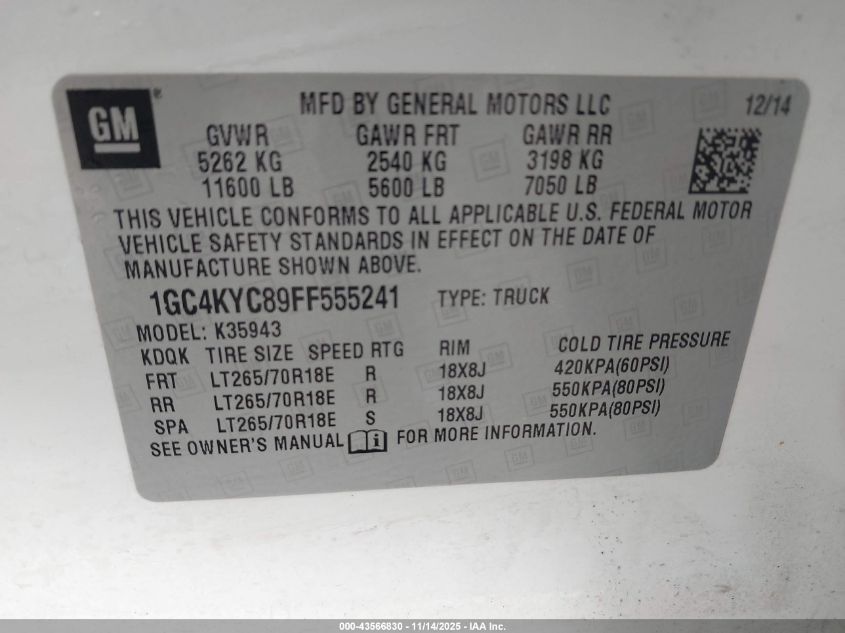 GM ® MFD BY GENERAL MOTORS LLC 12/14
GVWR GAWR FRT GAWR RR
5262 KG 2540 KG 3198 KG
11600 LB 5600 LB 7050 LB
THIS VEHICLE CONFORMS TO ALL APPLICABLE U.S. FEDERAL MOTOR
VEHICLE SAFETY STANDARDS IN EFFECT ON THE DATE OF
MANUFACTURE SHOWN ABOVE.
1GC4KYC89FF555241 TYPE: TRUCK
MODEL: K35943
KDQK TIRE SIZE SPEED RTG RIM COLD TIRE PRESSURE
FRT LT265/70R18E R 18X8J 420KPA(60PSI)
RR LT265/70R18E R 18X8J 550KPA(80PSI)
SPA LT265/70R18E S 18X8J 550KPA(80PSI)
SEE OWNER'S MANUAL FOR MORE INFORMATION.
000-43566830 - 11/14/2025 - IAA Inc.